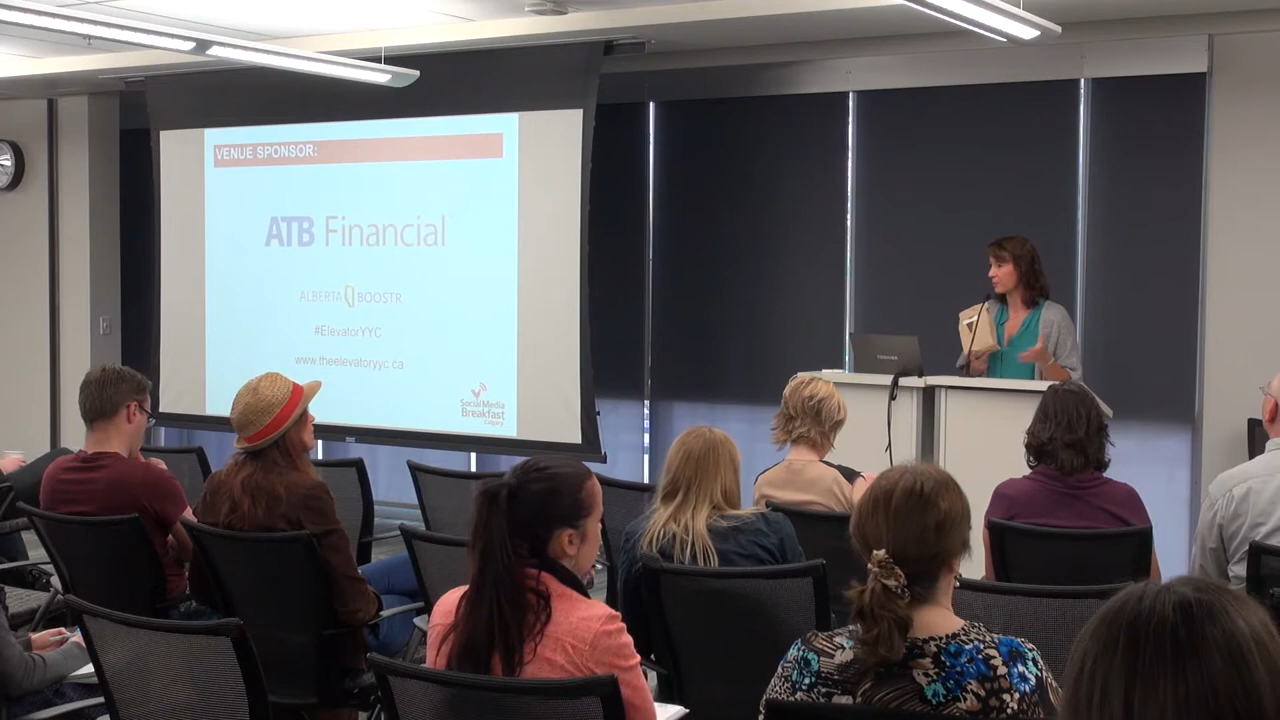 VENUE SPONSOR:
ATB Financial
ALBERTA BOOSTR
#ElevatorYYC
www.theelevatoryyc.ca
Social Media
Breakfast
Calgary
TOSHIBA